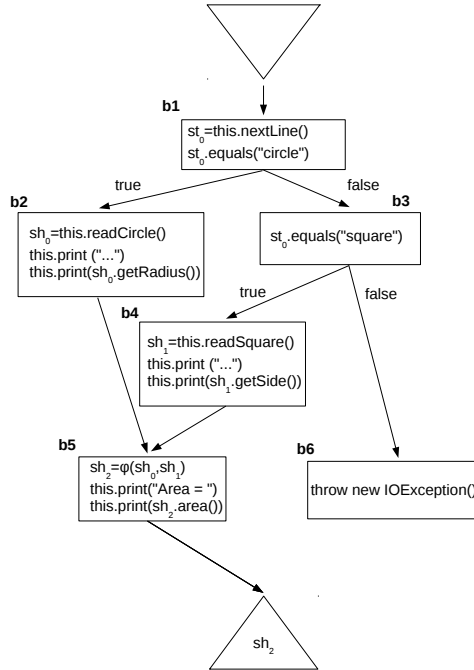 b1
st₀=this.nextLine()
st₀.equals("circle")
true
false
b2
sh₀=this.readCircle()
this.print ("...")
this.print(sh₀.getRadius())
b3
st₀.equals("square")
true
false
b4
sh₁=this.readSquare()
this.print ("...")
this.print(sh₁.getSide())
b5
sh₂=φ(sh₀,sh₁)
this.print("Area = ")
this.print(sh₂.area())
b6
throw new IOException()
sh₂